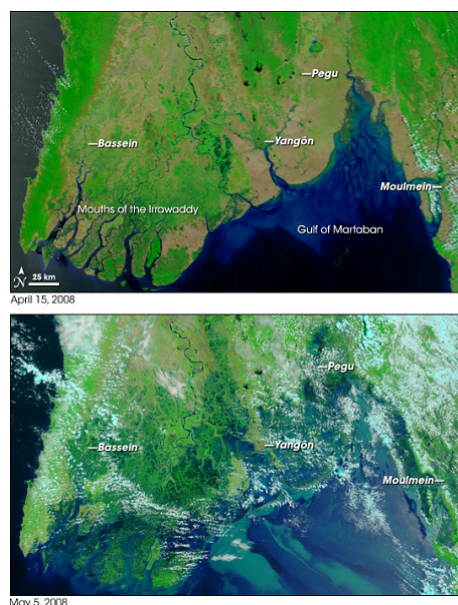 —Pegu
—Bassein
—Yangôn
Moulmein—
Mouths of the Irrawaddy
Gulf of Martaban
N
25 km
April 15, 2008
—Pegu
—Bassein
—Yangôn
Moulmein—
May 5, 2008